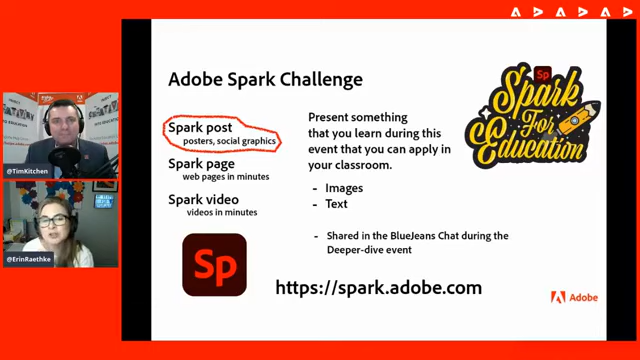 Adobe Spark Challenge
Spark post
posters, social graphics
Spark page
web pages in minutes
Spark video
videos in minutes
Sp
Present something
that you learn during this
event that you can apply in
your classroom.
- Images
- Text
- Shared in the BlueJeans Chat during the
Deeper-dive event
https://spark.adobe.com
Sp
Spark
For
Education
Adobe
@TimKitchen
@ErinRaethke